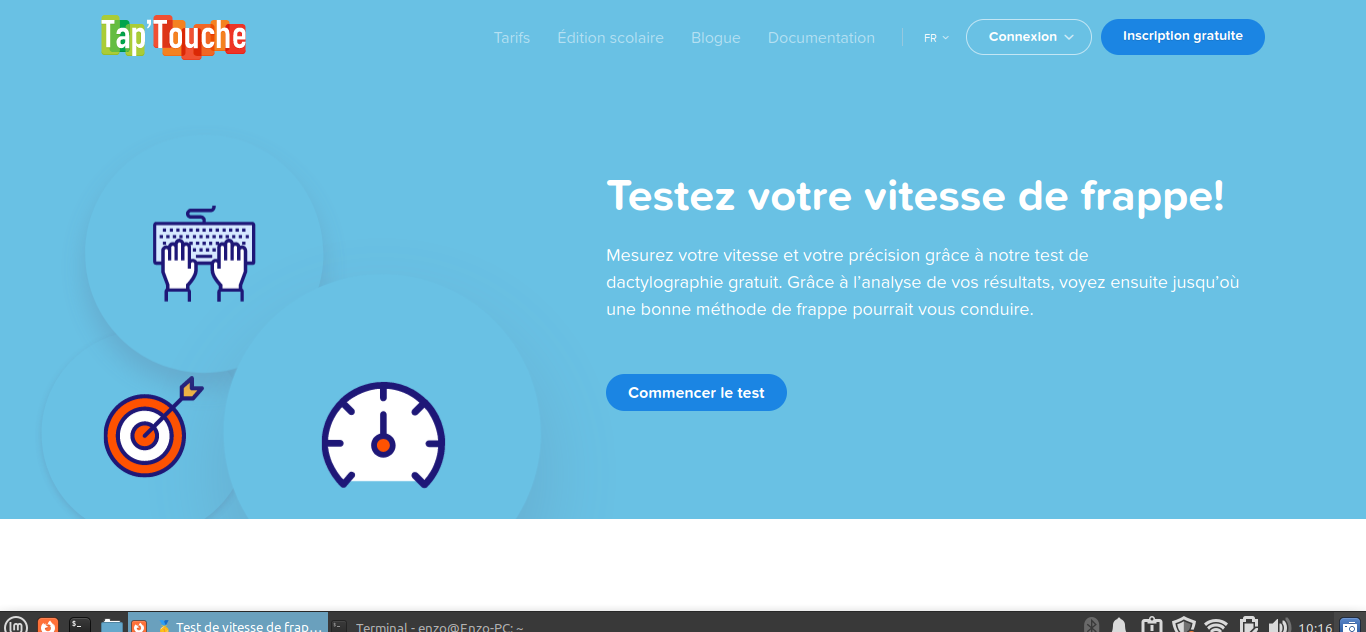 Tap'Touche
Tarifs Édition scolaire Blogue Documentation FR Connexion Inscription gratuite
Testez votre vitesse de frappe!
Mesurez votre vitesse et votre précision grâce à notre test de
dactylographie gratuit. Grâce à l'analyse de vos résultats, voyez ensuite jusqu'où
une bonne méthode de frappe pourrait vous conduire.
Commencer le test
Test de vitesse de frap... Terminal - enzo@Enzo-PC: ~ 10:16